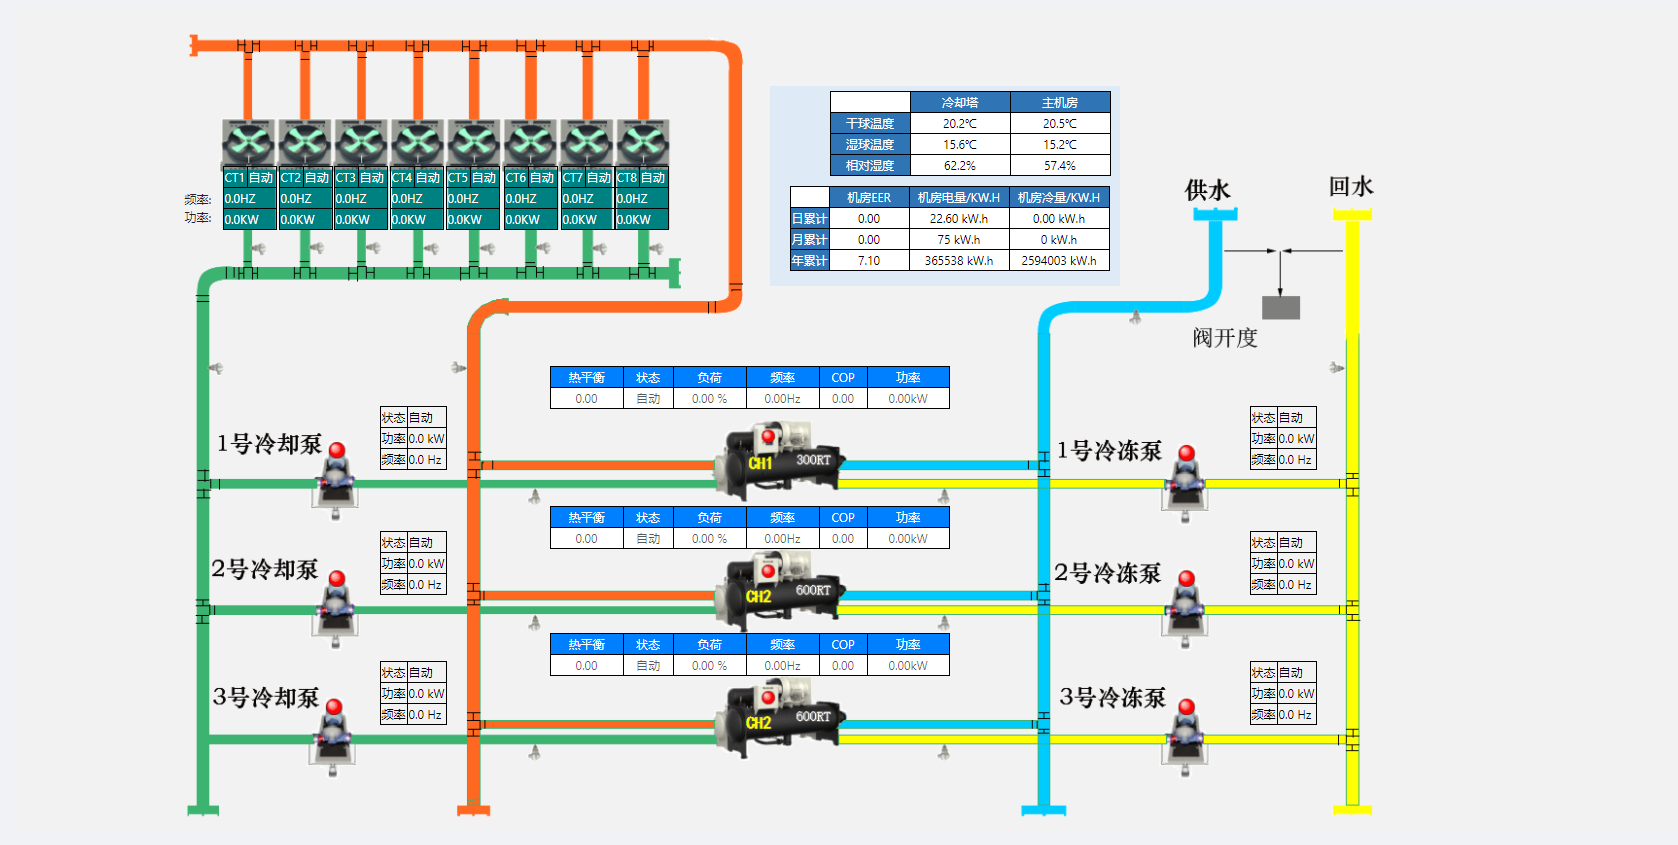 冷却塔 主机房
干球温度 20.2℃ 20.5℃
湿球温度 15.6℃ 15.2℃
相对湿度 62.2% 57.4%
CT1 自动 CT2 自动 CT3 自动 CT4 自动 CT5 自动 CT6 自动 CT7 自动 CT8 自动
频率: 0.0HZ 0.0HZ 0.0HZ 0.0HZ 0.0HZ 0.0HZ 0.0HZ 0.0HZ
功率: 0.0KW 0.0KW 0.0KW 0.0KW 0.0KW 0.0KW 0.0KW 0.0KW
机房EER 机房电量/KW.H 机房冷量/KW.H
日累计 0.00 22.60 kW.h 0.00 kW.h
月累计 0.00 75 kW.h 0 kW.h
年累计 7.10 365538 kW.h 2594003 kW.h
供水 回水
阀开度
热平衡 状态 负荷 频率 COP 功率
0.00 自动 0.00 % 0.00Hz 0.00 0.00kW
1号冷却泵
状态 自动
功率 0.0 kW
频率 0.0 Hz
CH1 300RT
1号冷冻泵
状态 自动
功率 0.0 kW
频率 0.0 Hz
热平衡 状态 负荷 频率 COP 功率
0.00 自动 0.00 % 0.00Hz 0.00 0.00kW
2号冷却泵
状态 自动
功率 0.0 kW
频率 0.0 Hz
CH2 600RT
2号冷冻泵
状态 自动
功率 0.0 kW
频率 0.0 Hz
热平衡 状态 负荷 频率 COP 功率
0.00 自动 0.00 % 0.00Hz 0.00 0.00kW
3号冷却泵
状态 自动
功率 0.0 kW
频率 0.0 Hz
CH2 600RT
3号冷冻泵
状态 自动
功率 0.0 kW
频率 0.0 Hz